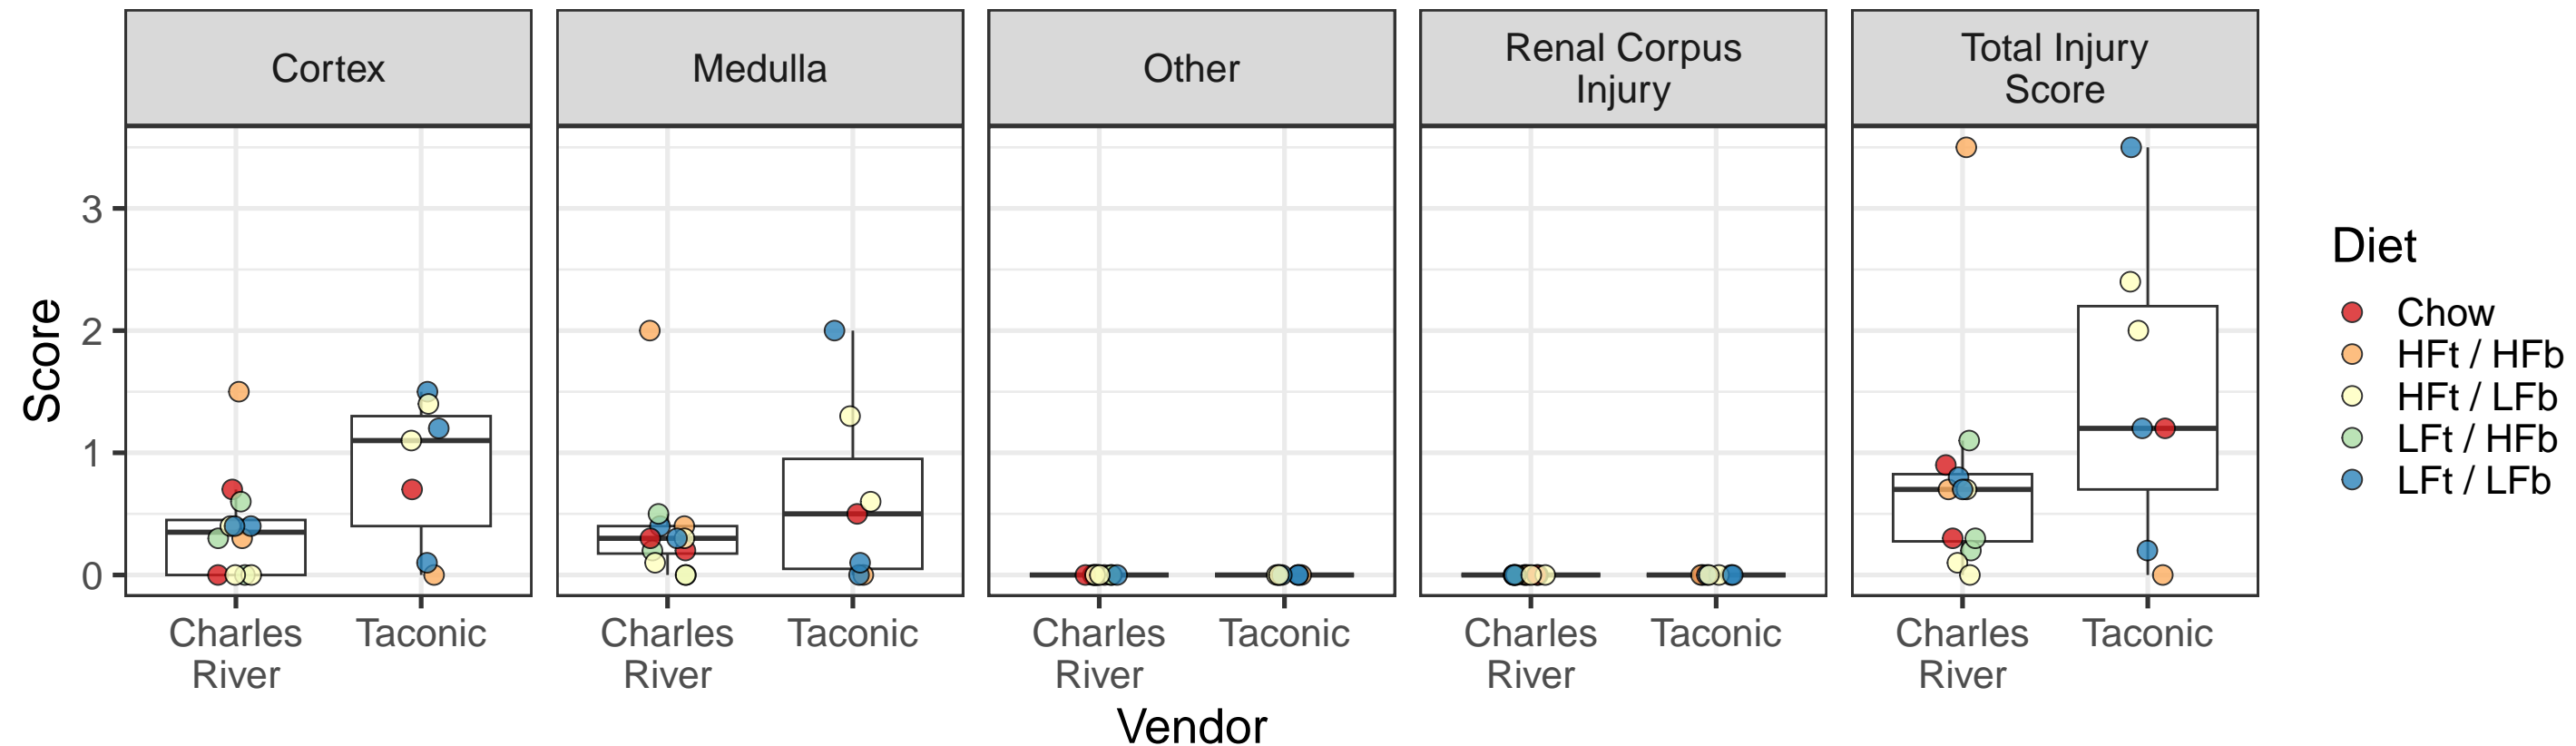 Cortex
Medulla
Other
Renal Corpus
Injury
Total Injury
Score
Score
3
2
1
0
Charles
River
Taconic
Charles
River
Taconic
Charles
River
Taconic
Charles
River
Taconic
Charles
River
Taconic
Vendor
Diet
Chow
HFt / HFb
HFt / LFb
LFt / HFb
LFt / LFb